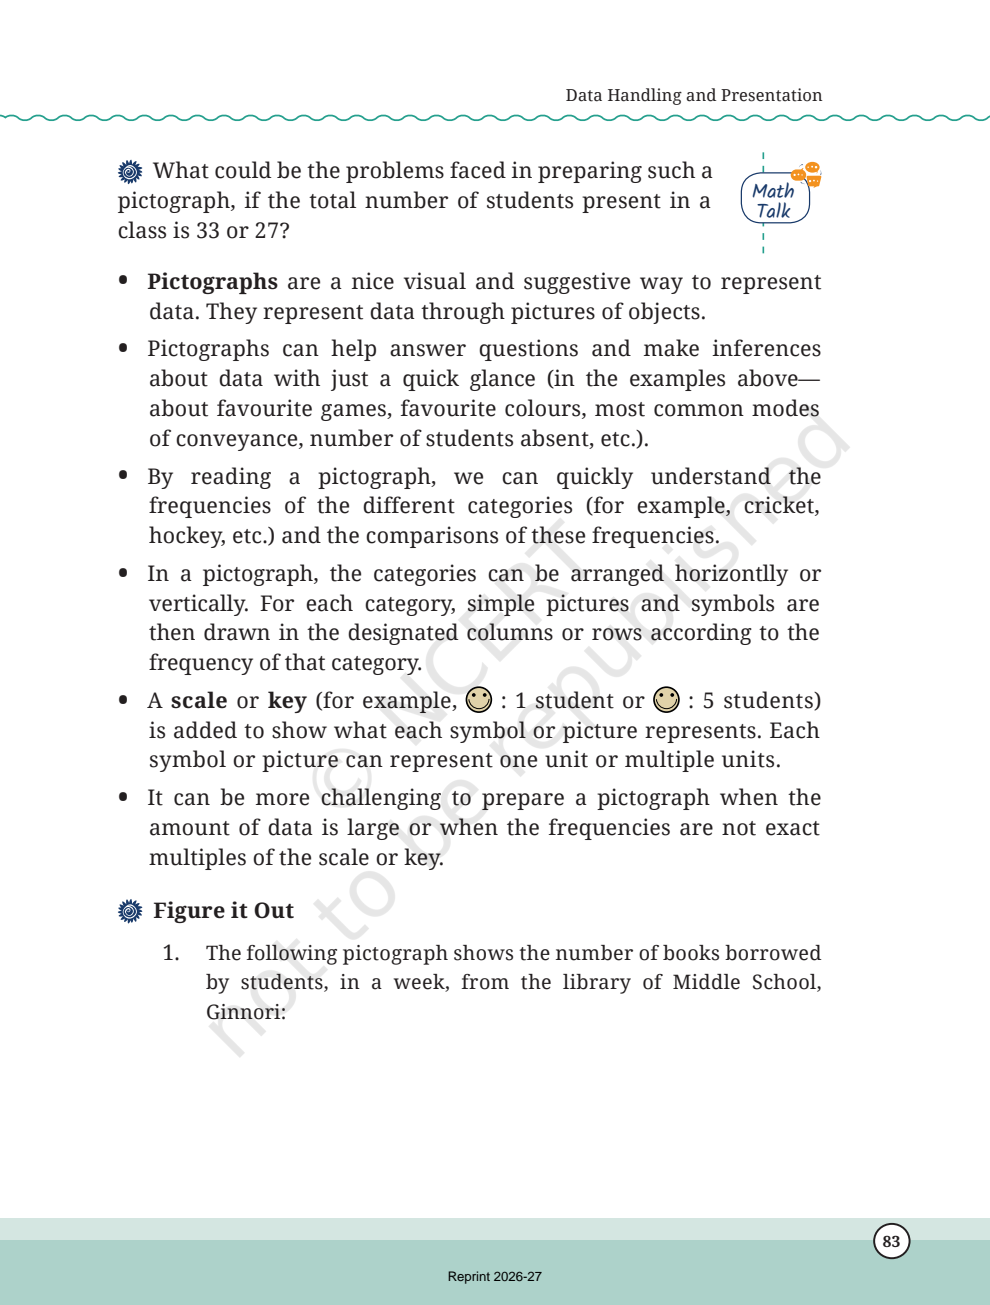 Data Handling and Presentation
What could be the problems faced in preparing such a
pictograph, if the total number of students present in a
class is 33 or 27?
Math
Talk
• Pictographs are a nice visual and suggestive way to represent
data. They represent data through pictures of objects.
• Pictographs can help answer questions and make inferences
about data with just a quick glance (in the examples above—
about favourite games, favourite colours, most common modes
of conveyance, number of students absent, etc.).
• By reading a pictograph, we can quickly understand the
frequencies of the different categories (for example, cricket,
hockey, etc.) and the comparisons of these frequencies.
• In a pictograph, the categories can be arranged horizontlly or
vertically. For each category, simple pictures and symbols are
then drawn in the designated columns or rows according to the
frequency of that category.
• A scale or key (for example, : 1 student or : 5 students)
is added to show what each symbol or picture represents. Each
symbol or picture can represent one unit or multiple units.
• It can be more challenging to prepare a pictograph when the
amount of data is large or when the frequencies are not exact
multiples of the scale or key.
Figure it Out
1. The following pictograph shows the number of books borrowed
by students, in a week, from the library of Middle School,
Ginnori:
© NCERT
not to be republished
83
Reprint 2026-27